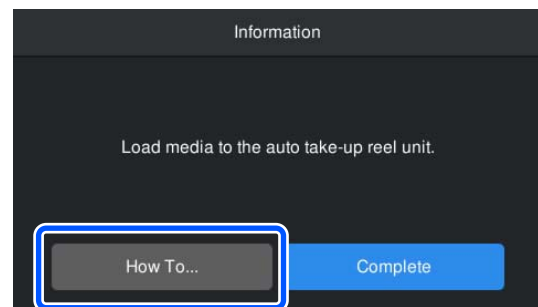 Information
Load media to the auto take-up reel unit.
How To...
Complete